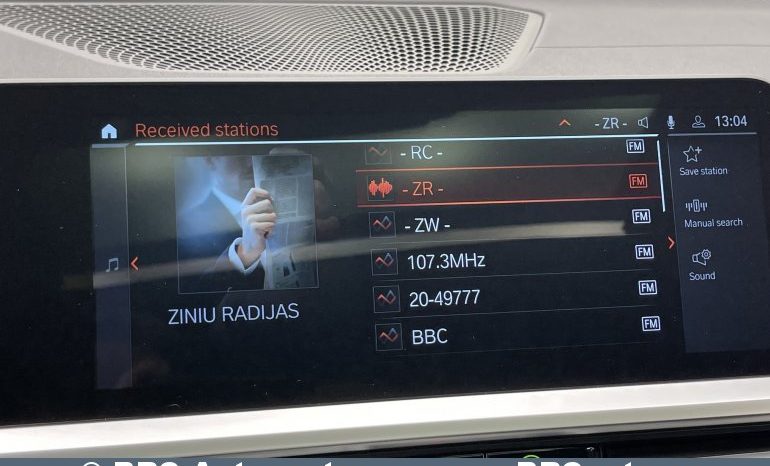 Received stations
- ZR -
13:04
- RC -
FM
- ZR -
FM
- ZW -
FM
107.3MHz
FM
20-49777
FM
BBC
FM
ZINIU RADIJAS
Save station
Manual search
Sound